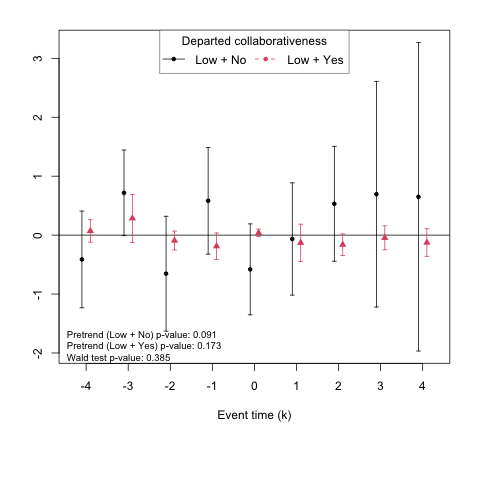 Departed collaborativeness
Low + No Low + Yes
3
2
1
0
-1
-2
Pretrend (Low + No) p-value: 0.091
Pretrend (Low + Yes) p-value: 0.173
Wald test p-value: 0.385
-4 -3 -2 -1 0 1 2 3 4
Event time (k)